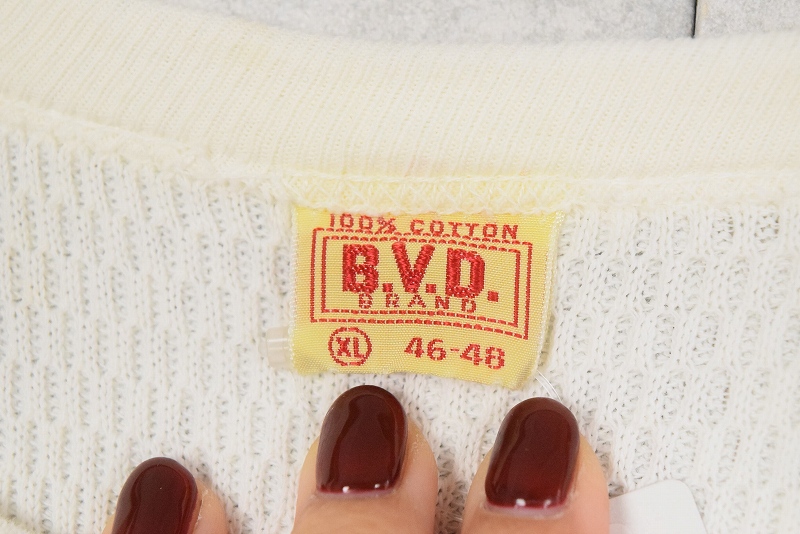 100% COTTON
B.V.D.
BRAND
XL 46-48